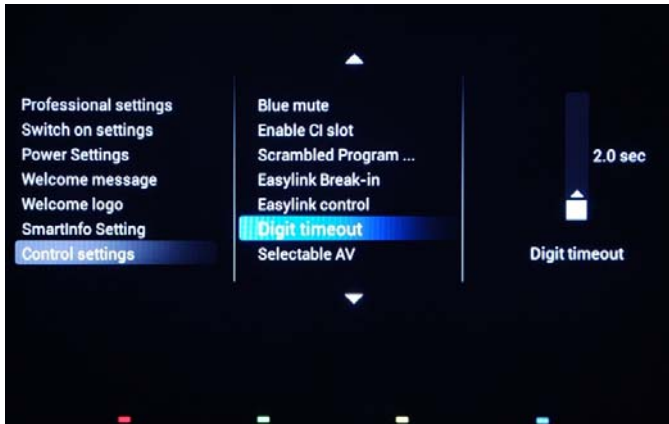 Professional settings
Switch on settings
Power Settings
Welcome message
Welcome logo
SmartInfo Setting
Control settings
Blue mute
Enable CI slot
Scrambled Program ...
Easylink Break-in
Easylink control
Digit timeout
Selectable AV
2.0 sec
Digit timeout